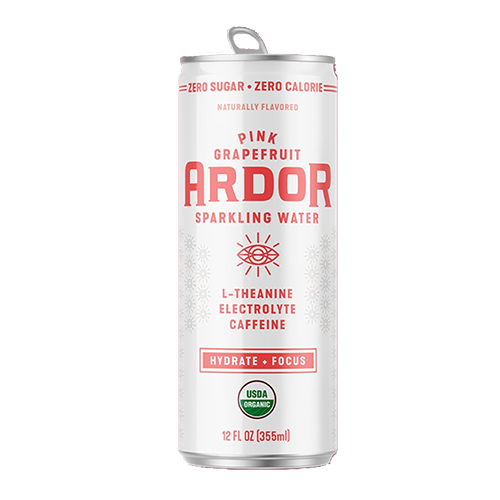 ZERO SUGAR • ZERO CALORIE
NATURALLY FLAVORED
PINK
GRAPEFRUIT
ARDOR
SPARKLING WATER
L-THEANINE
ELECTROLYTE
CAFFEINE
HYDRATE + FOCUS
USDA
ORGANIC
12 FL OZ (355ml)